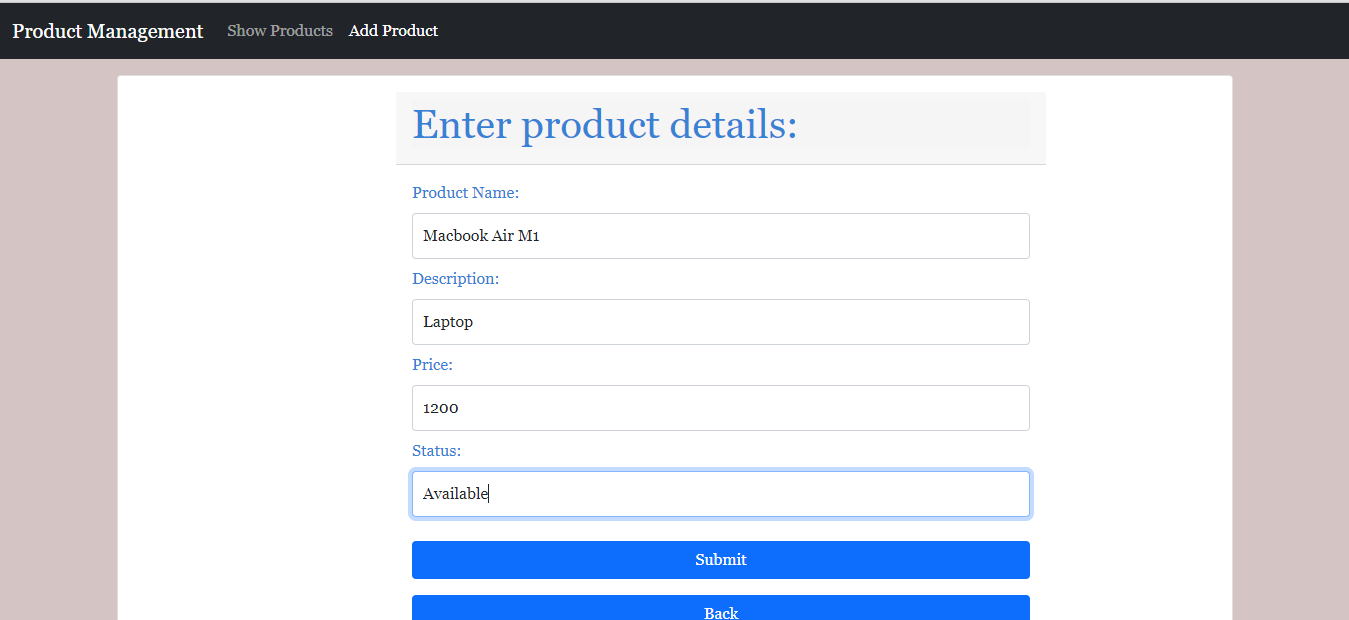 Product Management Show Products Add Product
Enter product details:
Product Name:
Macbook Air M1
Description:
Laptop
Price:
1200
Status:
Available
Submit
Back